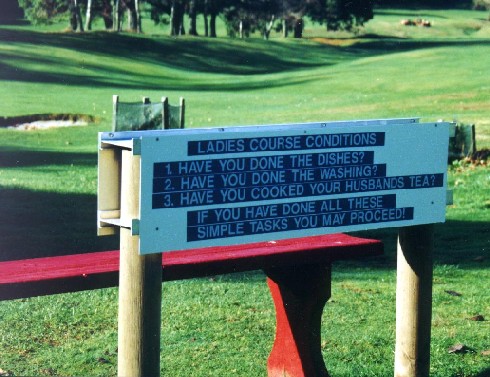 LADIES COURSE CONDITIONS
1. HAVE YOU DONE THE DISHES?
2. HAVE YOU DONE THE WASHING?
3. HAVE YOU COOKED YOUR HUSBANDS TEA?
IF YOU HAVE DONE ALL THESE
SIMPLE TASKS YOU MAY PROCEED!